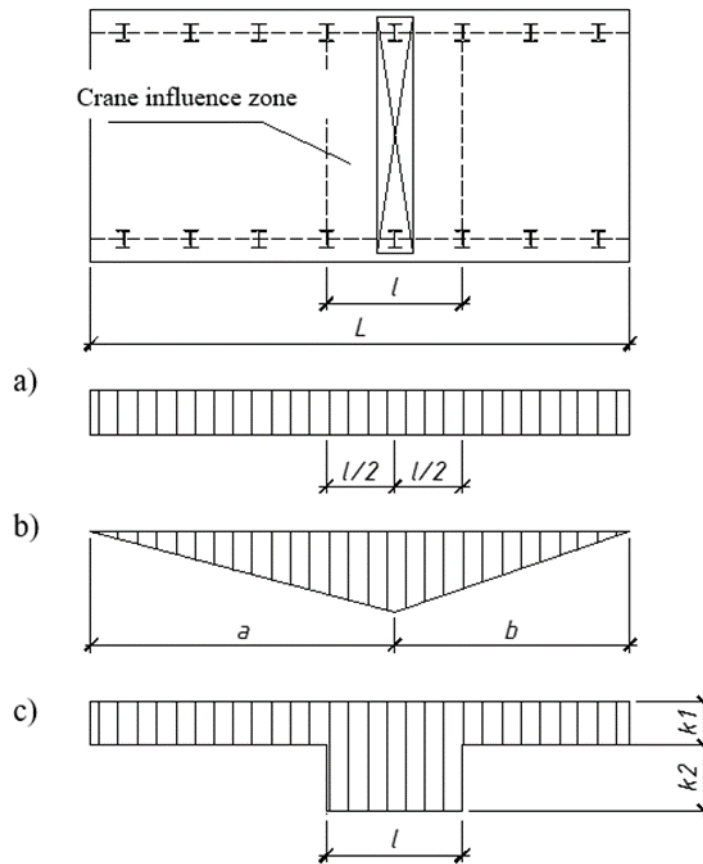 Crane influence zone
l
L
a)
l/2 l/2
b)
a b
c)
k1
k2
l